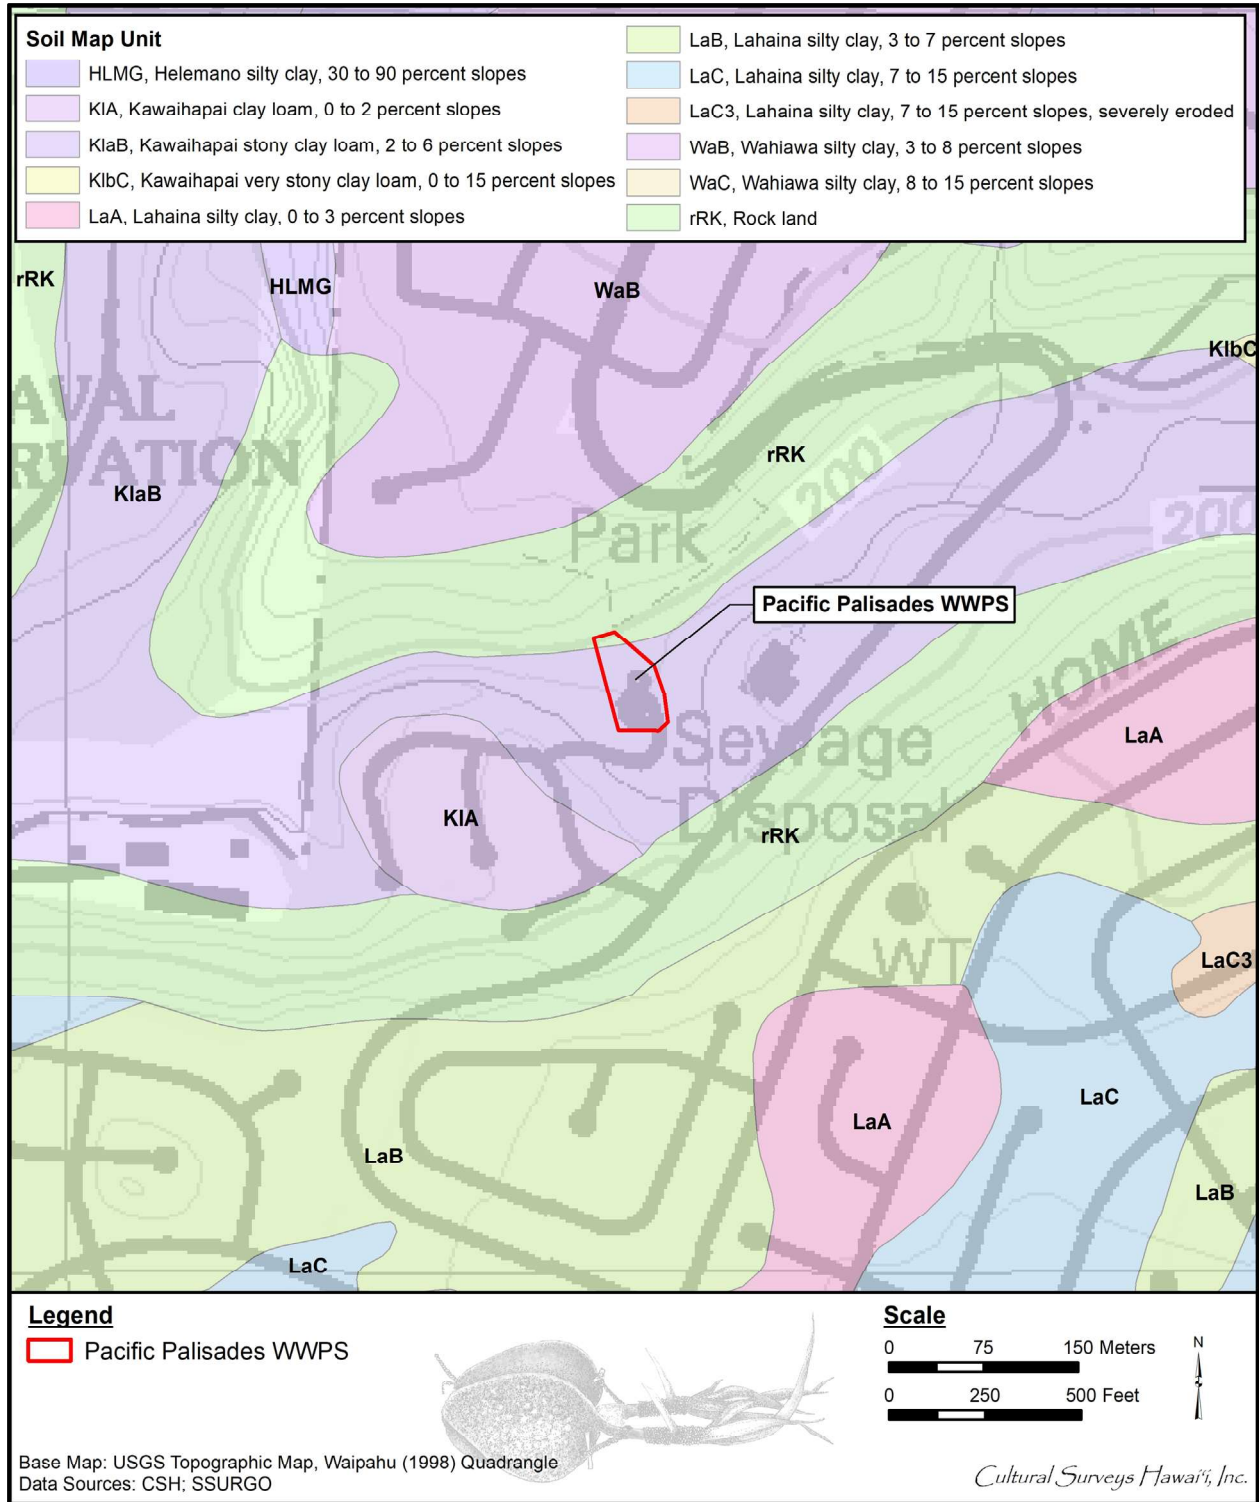 Soil Map Unit
HLMG, Helemano silty clay, 30 to 90 percent slopes
KlA, Kawaihapai clay loam, 0 to 2 percent slopes
KlaB, Kawaihapai stony clay loam, 2 to 6 percent slopes
KlbC, Kawaihapai very stony clay loam, 0 to 15 percent slopes
LaA, Lahaina silty clay, 0 to 3 percent slopes
LaB, Lahaina silty clay, 3 to 7 percent slopes
LaC, Lahaina silty clay, 7 to 15 percent slopes
LaC3, Lahaina silty clay, 7 to 15 percent slopes, severely eroded
WaB, Wahiawa silty clay, 3 to 8 percent slopes
WaC, Wahiawa silty clay, 8 to 15 percent slopes
rRK, Rock land
rRK
HLMG
WaB
KlbC
AVAL
RVATION
KlaB
rRK
200
200
Park
Pacific Palisades WWPS
HOME
LaA
Sewage
Disposal
KlA
rRK
WT
LaC3
LaC
LaA
LaB
LaB
LaC
Legend
Pacific Palisades WWPS
Scale
0 75 150 Meters
0 250 500 Feet
N
Base Map: USGS Topographic Map, Waipahu (1998) Quadrangle
Data Sources: CSH; SSURGO
Cultural Surveys Hawai‘i, Inc.